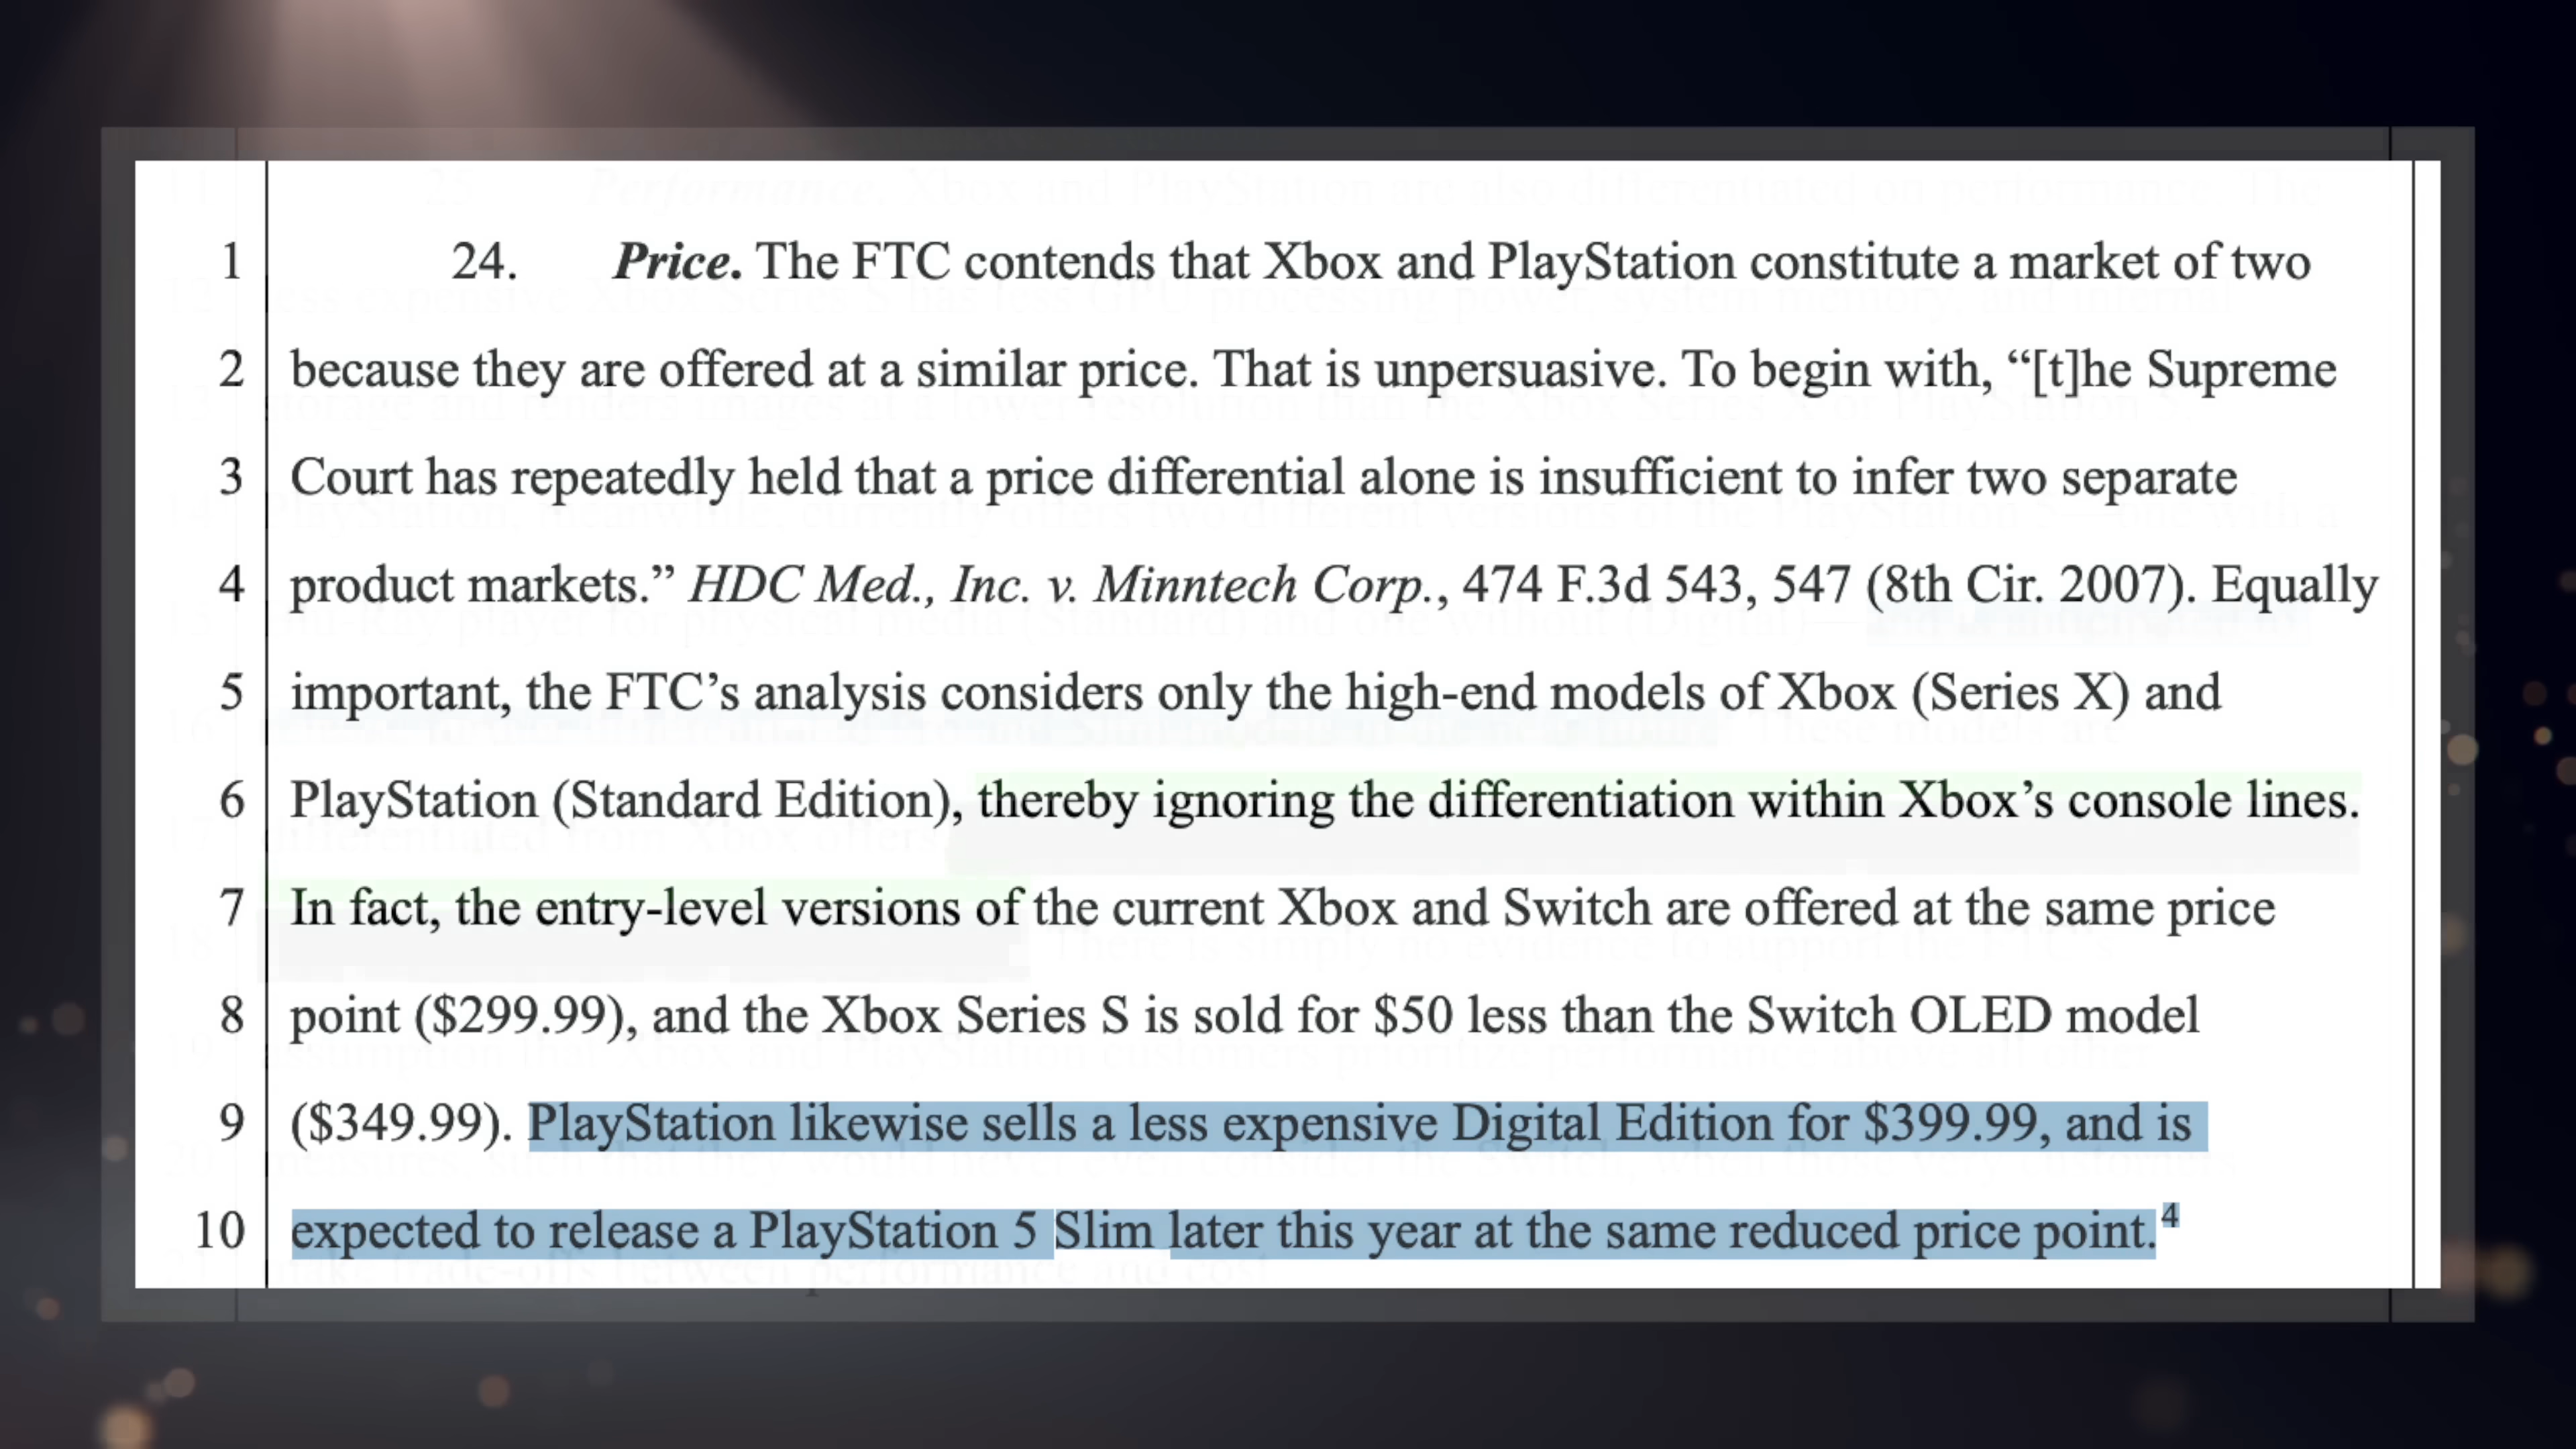 1 24. Price. The FTC contends that Xbox and PlayStation constitute a market of two
2 because they are offered at a similar price. That is unpersuasive. To begin with, “[t]he Supreme
3 Court has repeatedly held that a price differential alone is insufficient to infer two separate
4 product markets.” HDC Med., Inc. v. Minntech Corp., 474 F.3d 543, 547 (8th Cir. 2007). Equally
5 important, the FTC’s analysis considers only the high-end models of Xbox (Series X) and
6 PlayStation (Standard Edition), thereby ignoring the differentiation within Xbox’s console lines.
7 In fact, the entry-level versions of the current Xbox and Switch are offered at the same price
8 point ($299.99), and the Xbox Series S is sold for $50 less than the Switch OLED model
9 ($349.99). PlayStation likewise sells a less expensive Digital Edition for $399.99, and is
10 expected to release a PlayStation 5 Slim later this year at the same reduced price point.4